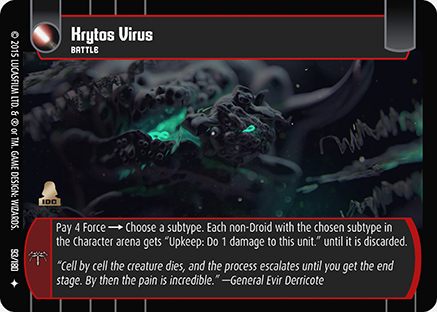 Krytos Virus
BATTLE
© 2015 LUCASFILM LTD. & ® or TM. GAME DESIGN: WIZARDS.
IDC
Pay 4 Force → Choose a subtype. Each non-Droid with the chosen subtype in
the Character arena gets "Upkeep: Do 1 damage to this unit." until it is discarded.
"Cell by cell the creature dies, and the process escalates until you get the end
stage. By then the pain is incredible." —General Evir Derricote